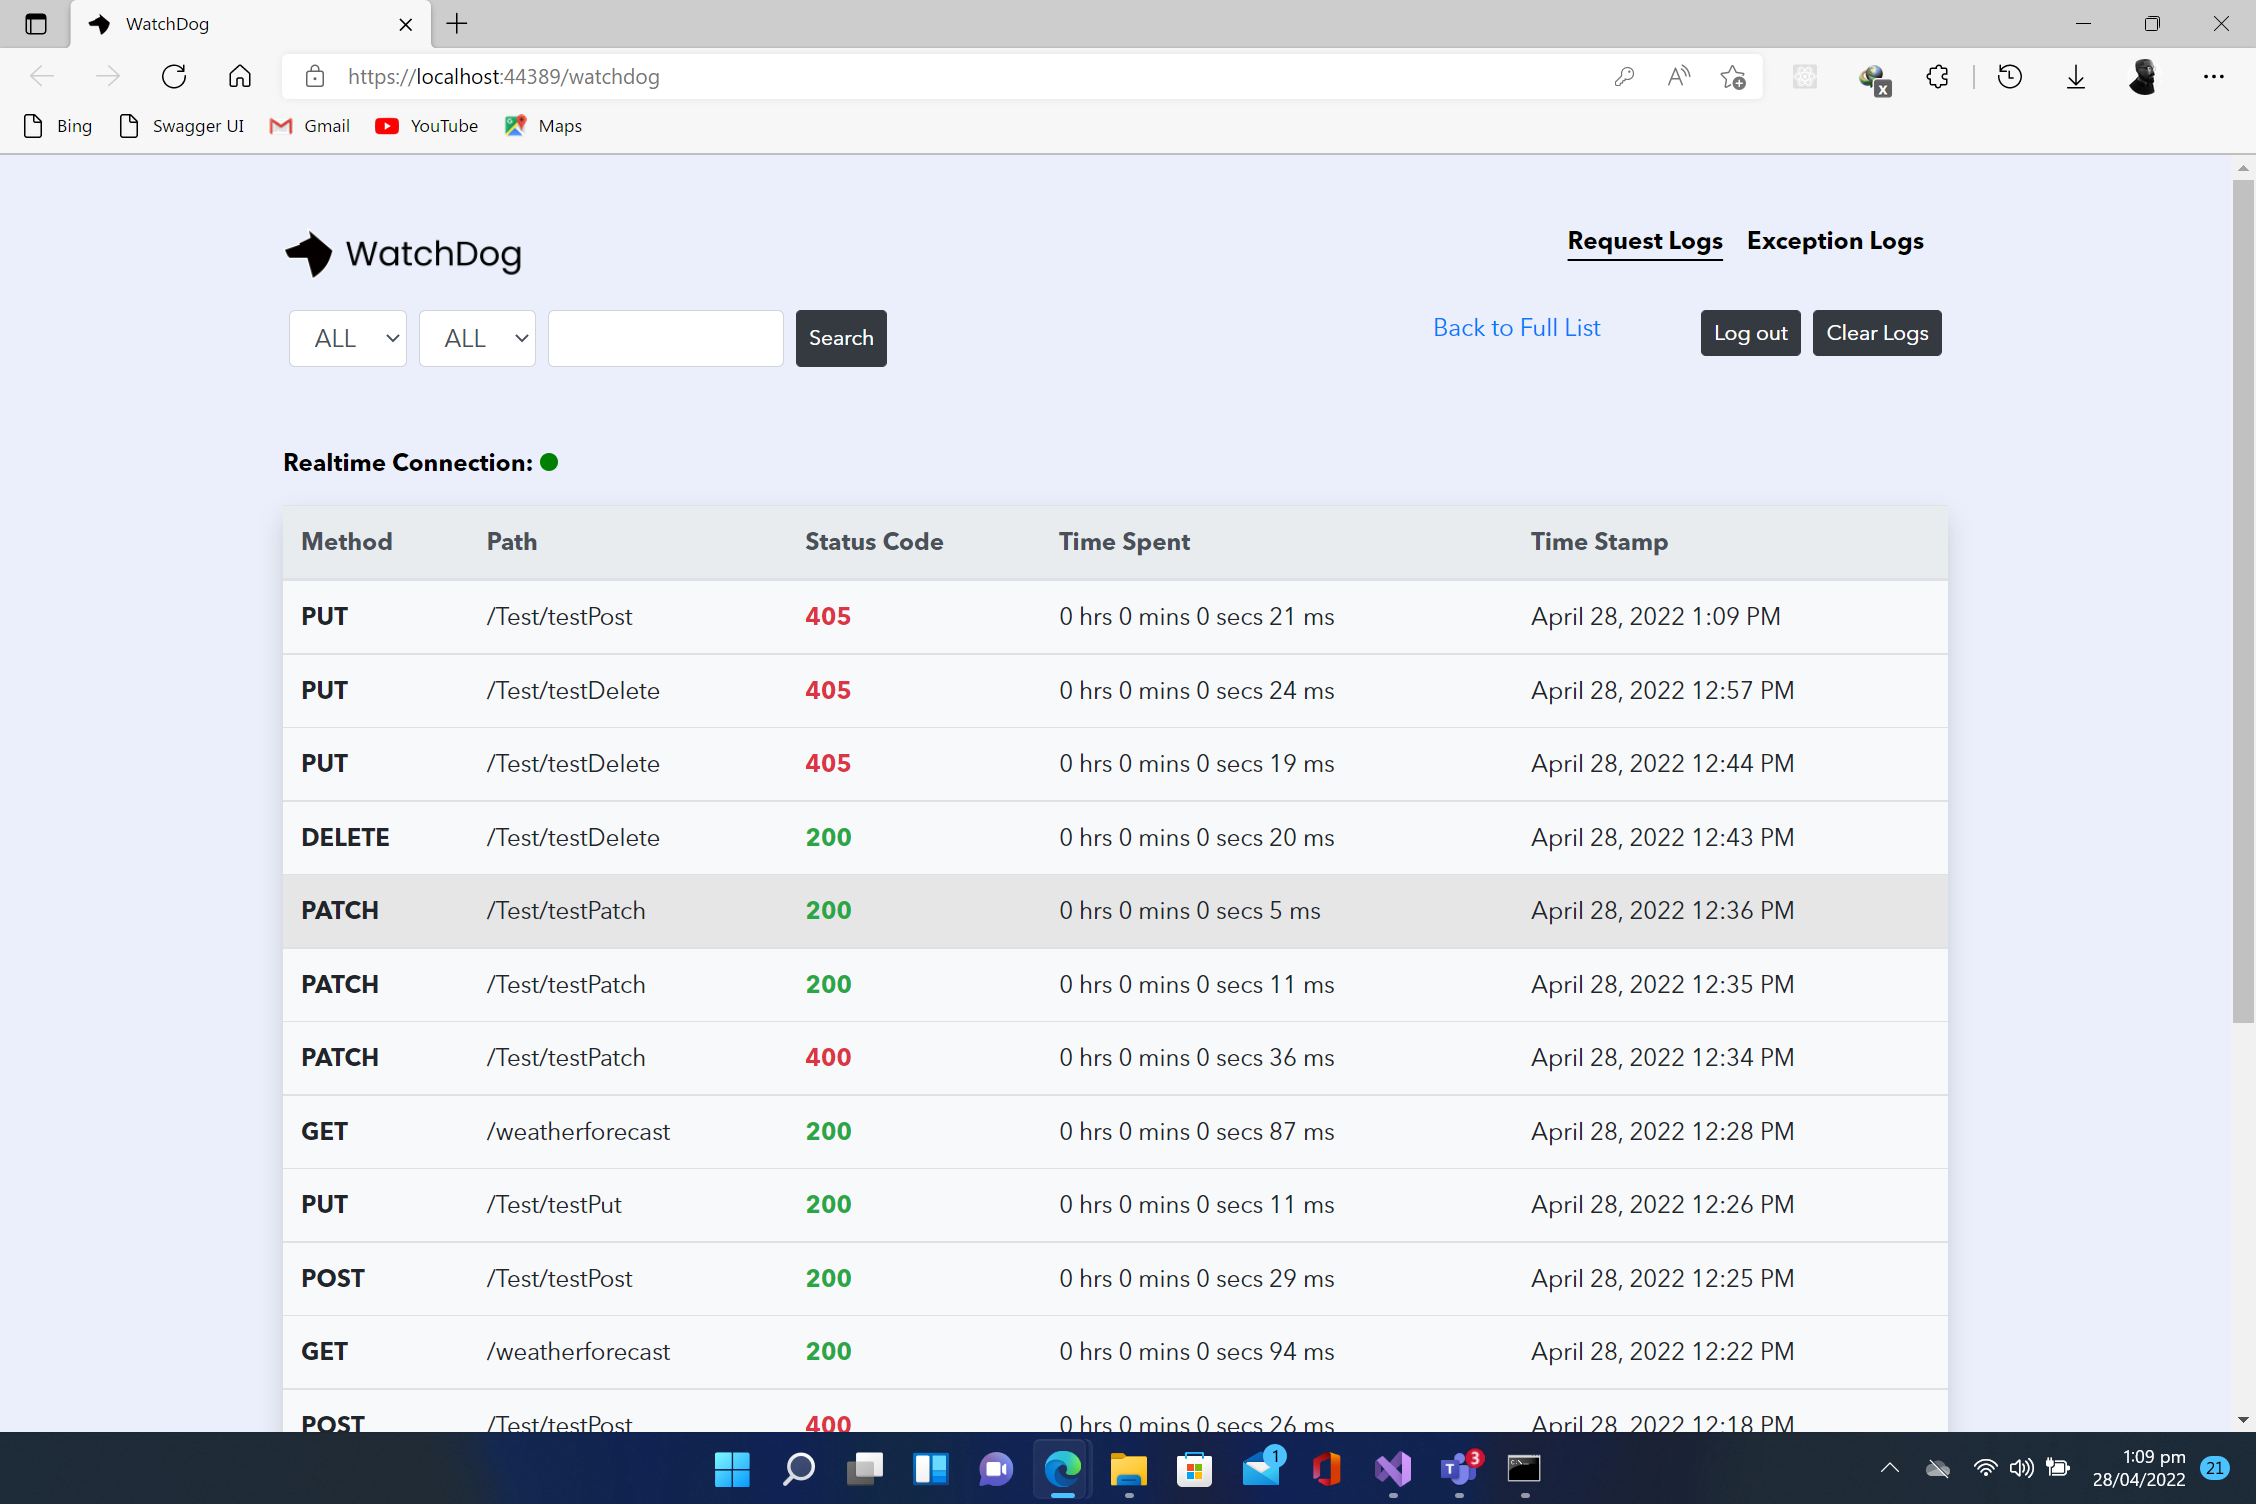 WatchDog
https://localhost:44389/watchdog
Bing Swagger UI Gmail YouTube Maps
WatchDog
Request Logs Exception Logs
ALL ALL Search Back to Full List Log out Clear Logs
Realtime Connection:
Method Path Status Code Time Spent Time Stamp
PUT /Test/testPost 405 0 hrs 0 mins 0 secs 21 ms April 28, 2022 1:09 PM
PUT /Test/testDelete 405 0 hrs 0 mins 0 secs 24 ms April 28, 2022 12:57 PM
PUT /Test/testDelete 405 0 hrs 0 mins 0 secs 19 ms April 28, 2022 12:44 PM
DELETE /Test/testDelete 200 0 hrs 0 mins 0 secs 20 ms April 28, 2022 12:43 PM
PATCH /Test/testPatch 200 0 hrs 0 mins 0 secs 5 ms April 28, 2022 12:36 PM
PATCH /Test/testPatch 200 0 hrs 0 mins 0 secs 11 ms April 28, 2022 12:35 PM
PATCH /Test/testPatch 400 0 hrs 0 mins 0 secs 36 ms April 28, 2022 12:34 PM
GET /weatherforecast 200 0 hrs 0 mins 0 secs 87 ms April 28, 2022 12:28 PM
PUT /Test/testPut 200 0 hrs 0 mins 0 secs 11 ms April 28, 2022 12:26 PM
POST /Test/testPost 200 0 hrs 0 mins 0 secs 29 ms April 28, 2022 12:25 PM
GET /weatherforecast 200 0 hrs 0 mins 0 secs 94 ms April 28, 2022 12:22 PM
POST /Test/testPost 400 0 hrs 0 mins 0 secs 26 ms April 28, 2022 12:18 PM
1 3 1:09 pm
28/04/2022 21